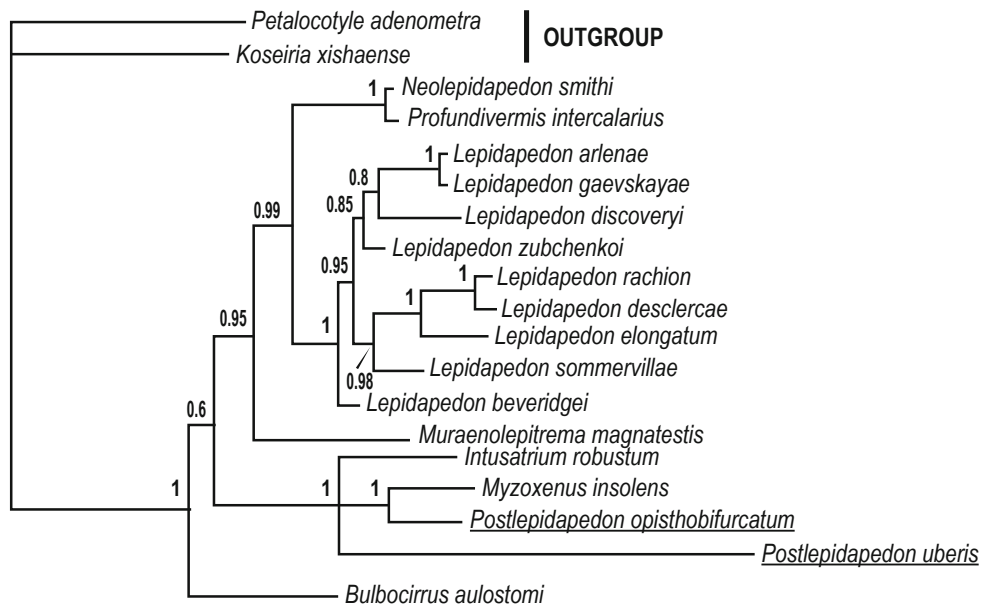 Petalocotyle adenometra
OUTGROUP
Koseiria xishaense
1 Neolepidapedon smithi
Profundivermis intercalarius
1 Lepidapedon arlenae
0.8
Lepidapedon gaevskayae
0.85
0.99
Lepidapedon discoveryi
Lepidapedon zubchenkoi
0.95
1 Lepidapedon rachion
1
Lepidapedon desclercae
0.95
1
Lepidapedon elongatum
Lepidapedon sommervillae
0.98
Lepidapedon beveridgei
0.6
Muraenolepitrema magnatestis
Intusatrium robustum
1
1
1
Myzoxenus insolens
Postlepidapedon opisthobifurcatum
Postlepidapedon uberis
Bulbocirrus aulostomi